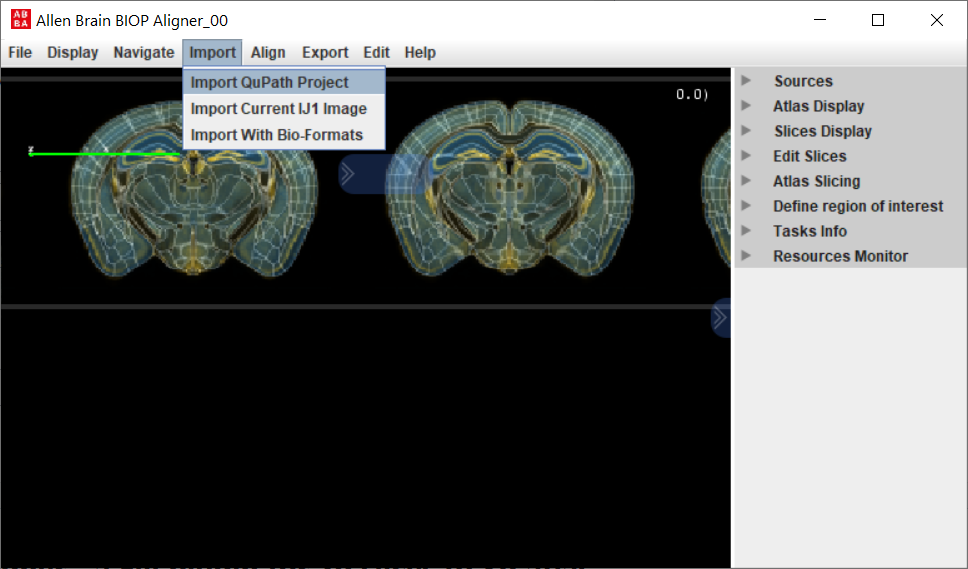 AB
BA
Allen Brain BIOP Aligner_00
File Display Navigate Import Align Export Edit Help
Import QuPath Project
Import Current IJ1 Image
Import With Bio-Formats
0.0)
Sources
Atlas Display
Slices Display
Edit Slices
Atlas Slicing
Define region of interest
Tasks Info
Resources Monitor